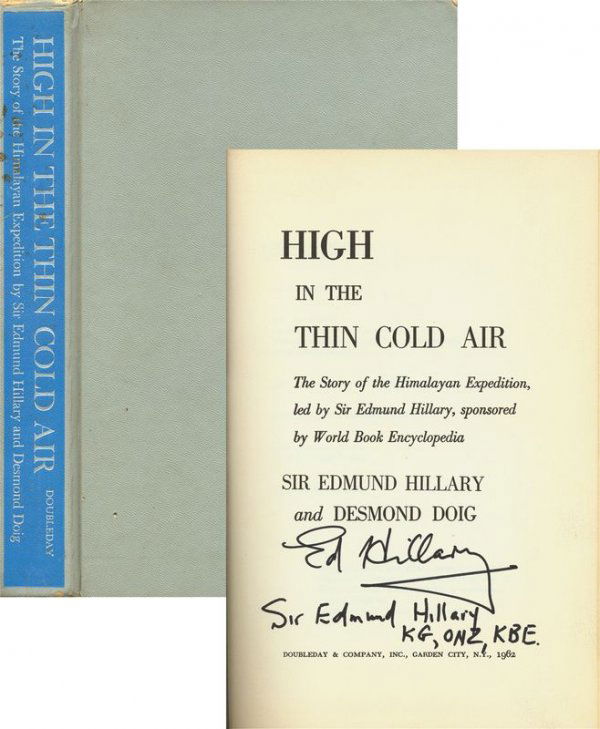 HIGH IN THE THIN COLD AIR
The Story of the Himalayan Expedition by Sir Edmund Hillary and Desmond Doig
DOUBLEDAY
HIGH
IN THE
THIN COLD AIR
The Story of the Himalayan Expedition,
led by Sir Edmund Hillary, sponsored
by World Book Encyclopedia
SIR EDMUND HILLARY
and DESMOND DOIG
Ed Hillary
Sir Edmund Hillary
KG, ONZ, KBE.
DOUBLEDAY & COMPANY, INC., GARDEN CITY, N.Y., 1962